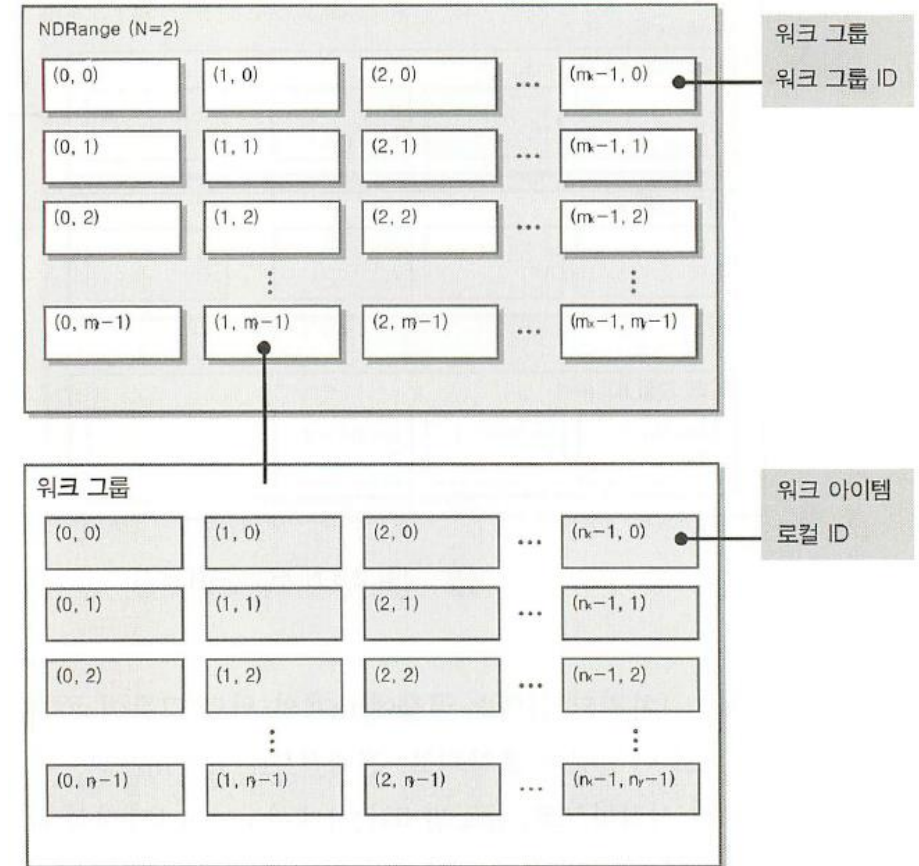 NDRange (N=2)
(0, 0) (1, 0) (2, 0) ... (mx-1, 0)
(0, 1) (1, 1) (2, 1) ... (mx-1, 1)
(0, 2) (1, 2) (2, 2) ... (mx-1, 2)
(0, my-1) (1, my-1) (2, my-1) ... (mx-1, my-1)
워크 그룹
워크 그룹 ID
워크 그룹
(0, 0) (1, 0) (2, 0) ... (nx-1, 0)
(0, 1) (1, 1) (2, 1) ... (nx-1, 1)
(0, 2) (1, 2) (2, 2) ... (nx-1, 2)
(0, ny-1) (1, ny-1) (2, ny-1) ... (nx-1, ny-1)
워크 아이템
로컬 ID